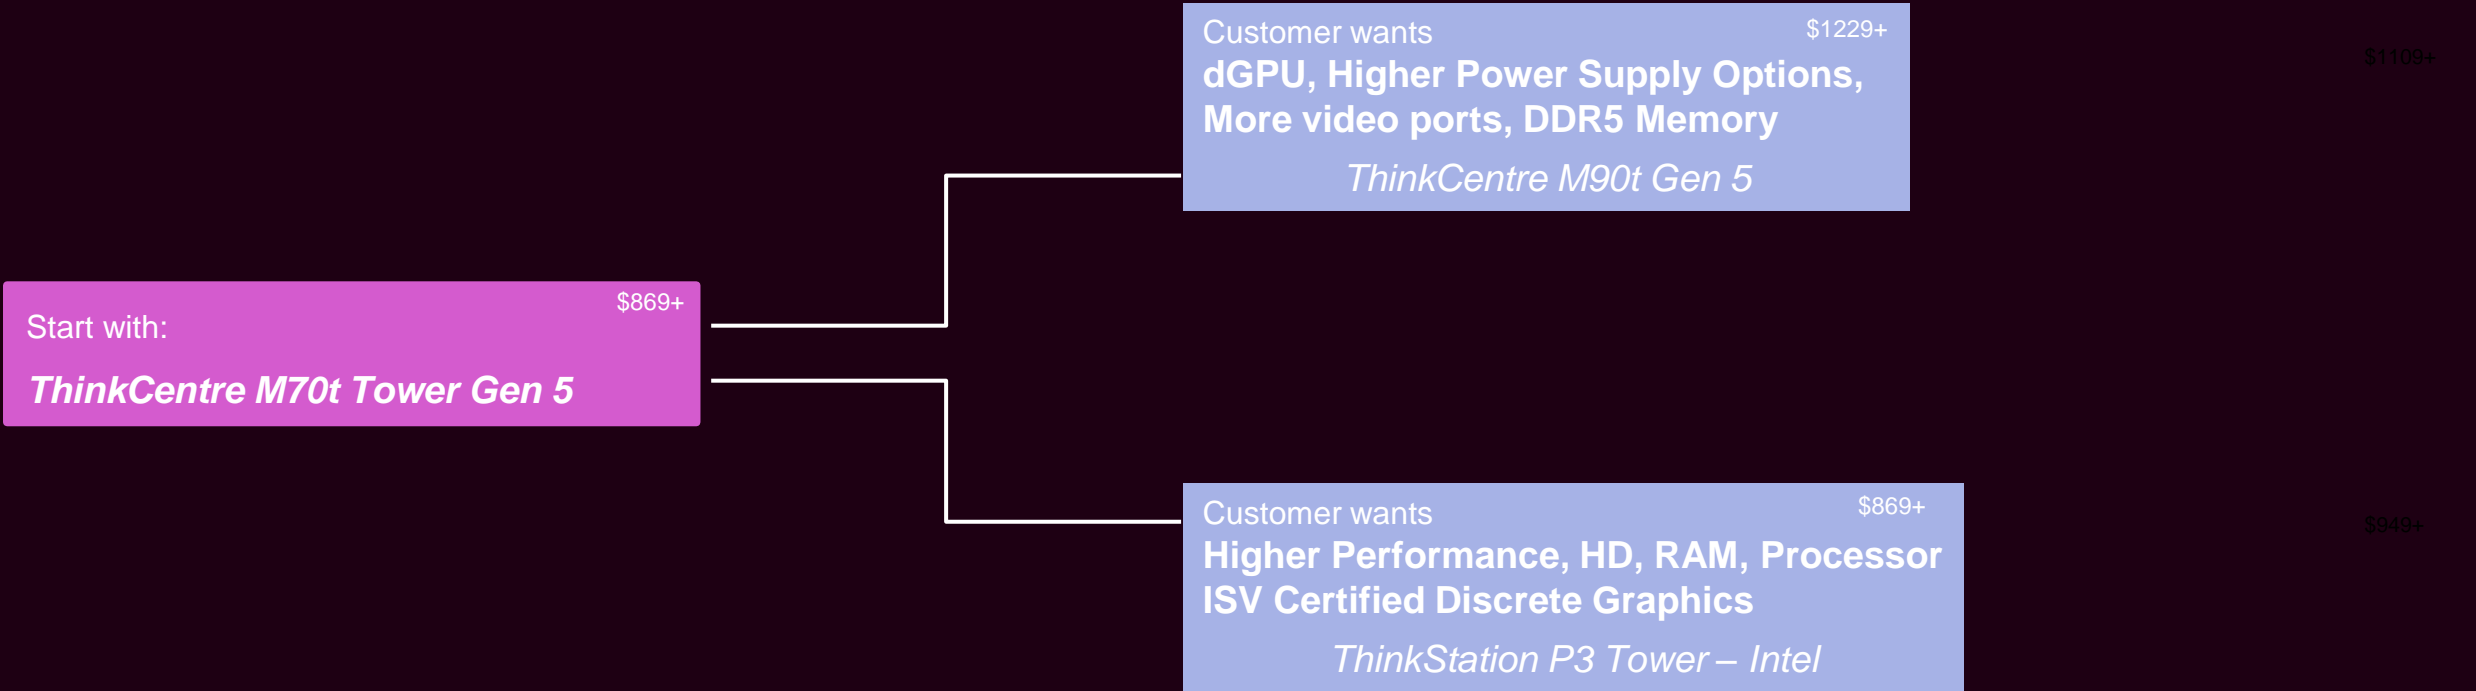 Customer wants
$1229+
dGPU, Higher Power Supply Options,
More video ports, DDR5 Memory
ThinkCentre M90t Gen 5
$1109+
$869+
Start with:
ThinkCentre M70t Tower Gen 5
Customer wants
$869+
Higher Performance, HD, RAM, Processor
ISV Certified Discrete Graphics
ThinkStation P3 Tower – Intel
$949+